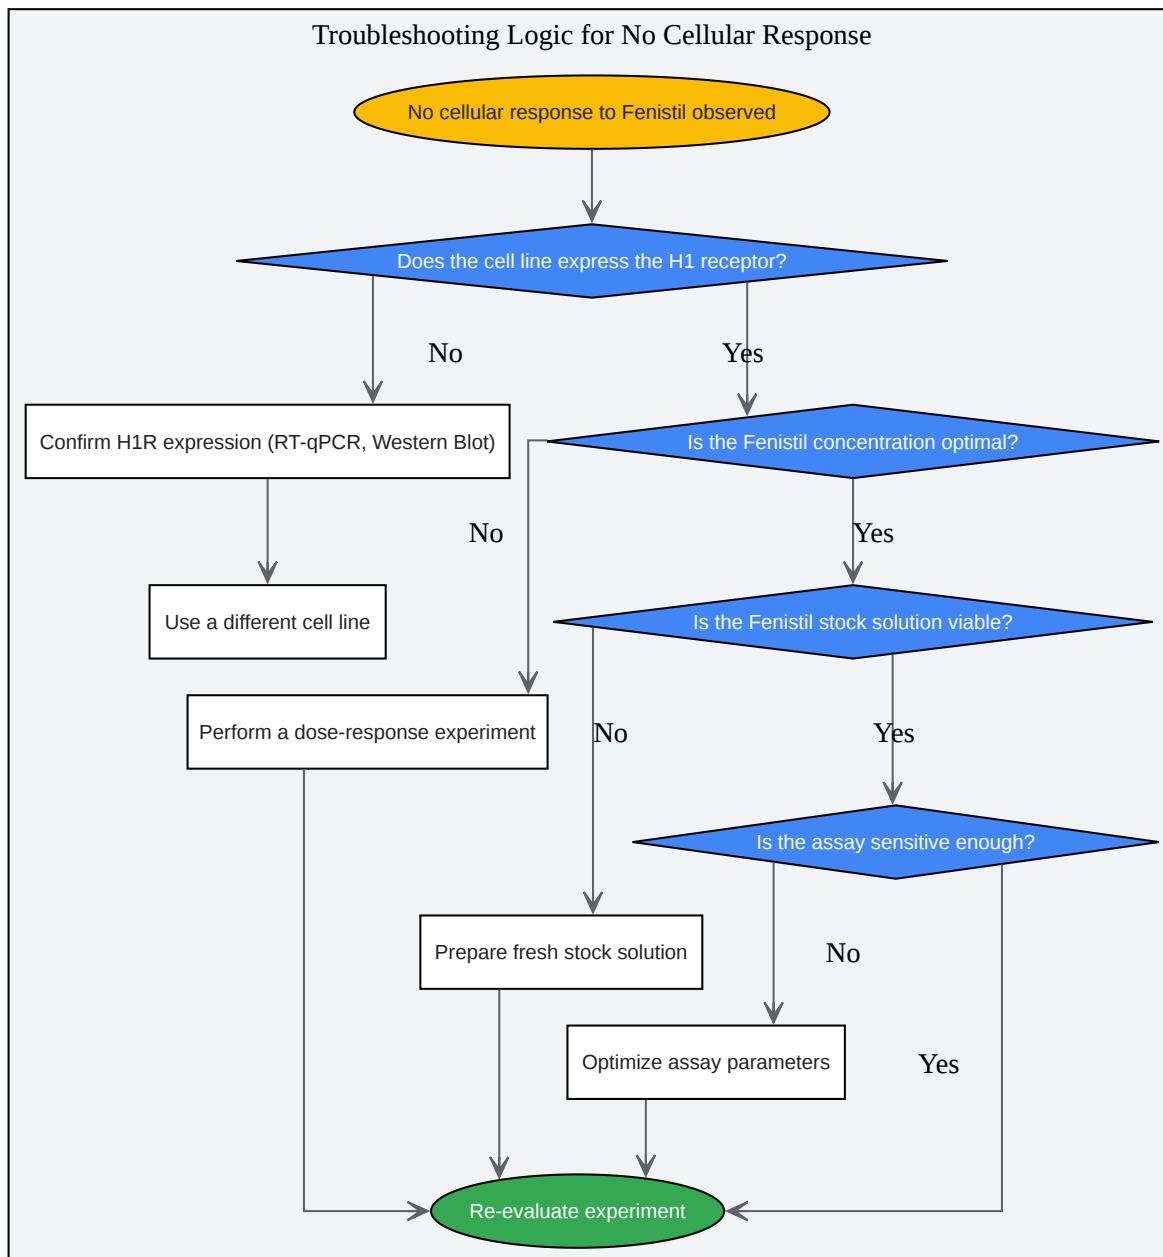 Troubleshooting Logic for No Cellular Response
No cellular response to Fenistil observed
Does the cell line express the H1 receptor?
No
Yes
Confirm H1R expression (RT-qPCR, Western Blot)
Is the Fenistil concentration optimal?
No
Yes
Use a different cell line
Is the Fenistil stock solution viable?
Perform a dose-response experiment
No
Yes
Is the assay sensitive enough?
Prepare fresh stock solution
No
Optimize assay parameters
Yes
Re-evaluate experiment